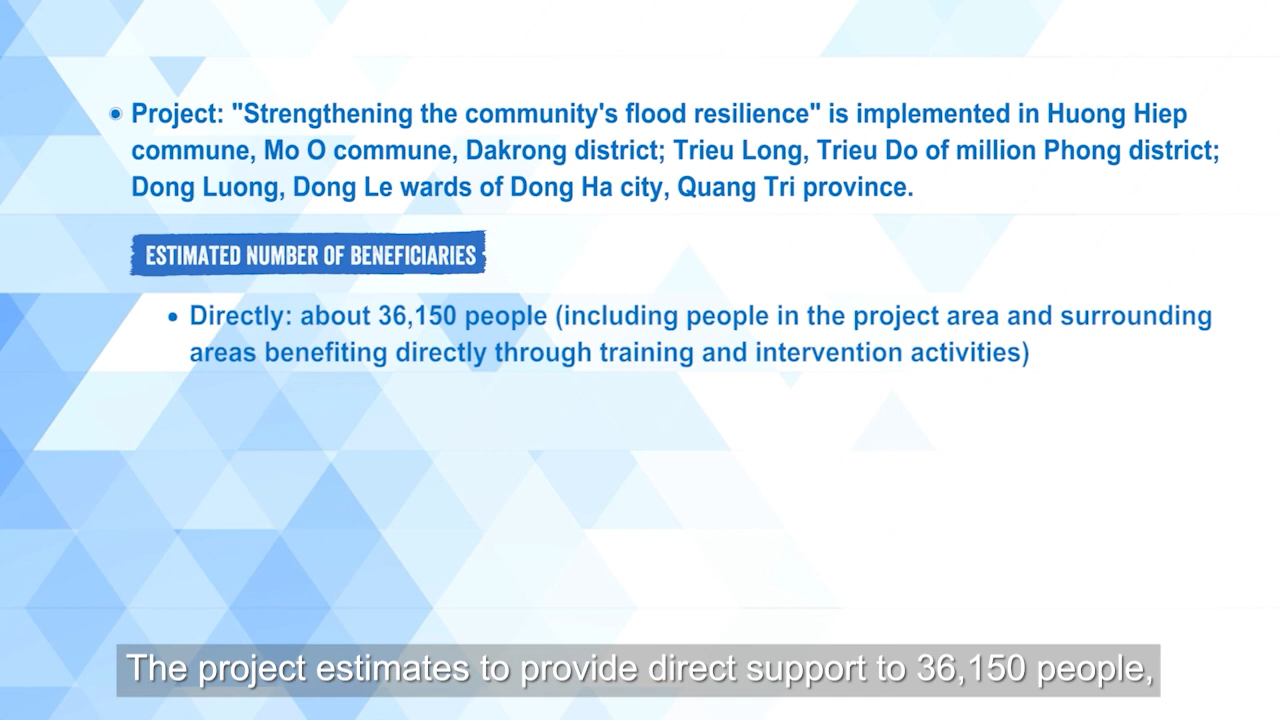 Project: "Strengthening the community's flood resilience" is implemented in Huong Hiep
commune, Mo O commune, Dakrong district; Trieu Long, Trieu Do of million Phong district;
Dong Luong, Dong Le wards of Dong Ha city, Quang Tri province.
ESTIMATED NUMBER OF BENEFICIARIES
• Directly: about 36,150 people (including people in the project area and surrounding
areas benefiting directly through training and intervention activities)
The project estimates to provide direct support to 36,150 people,